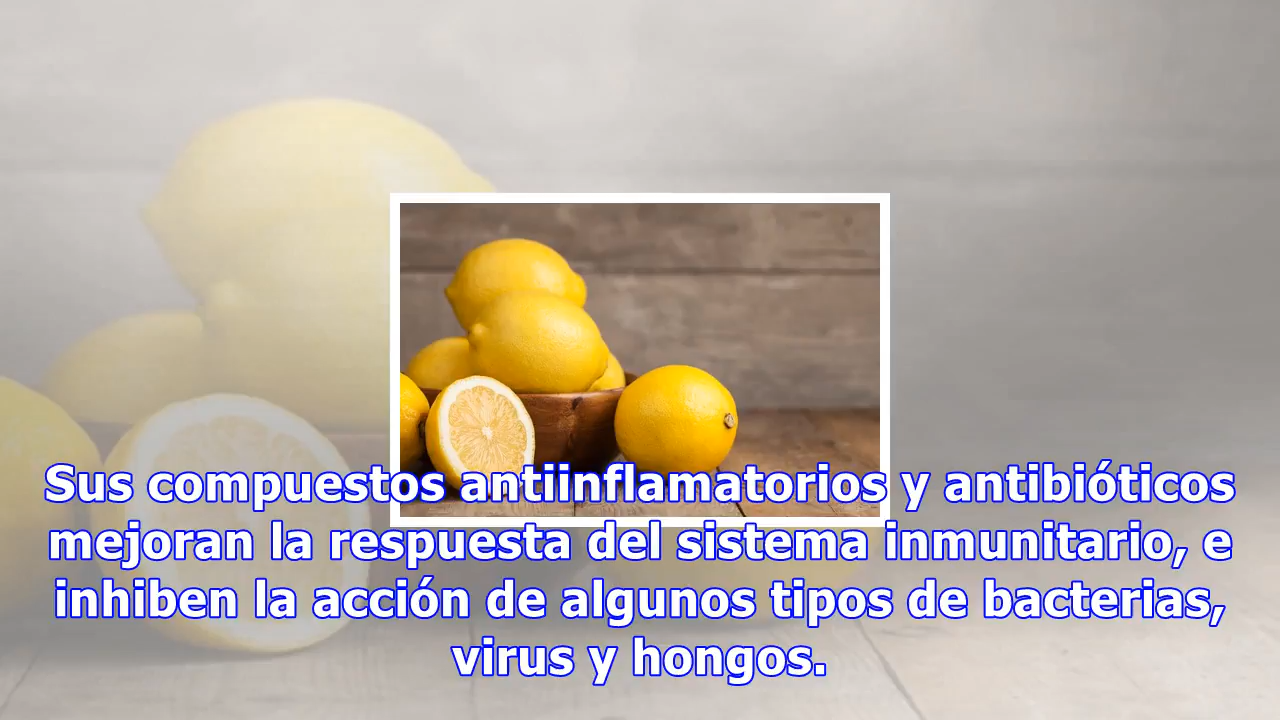 Sus compuestos antiinflamatorios y antibióticos
mejoran la respuesta del sistema inmunitario, e
inhiben la acción de algunos tipos de bacterias,
virus y hongos.